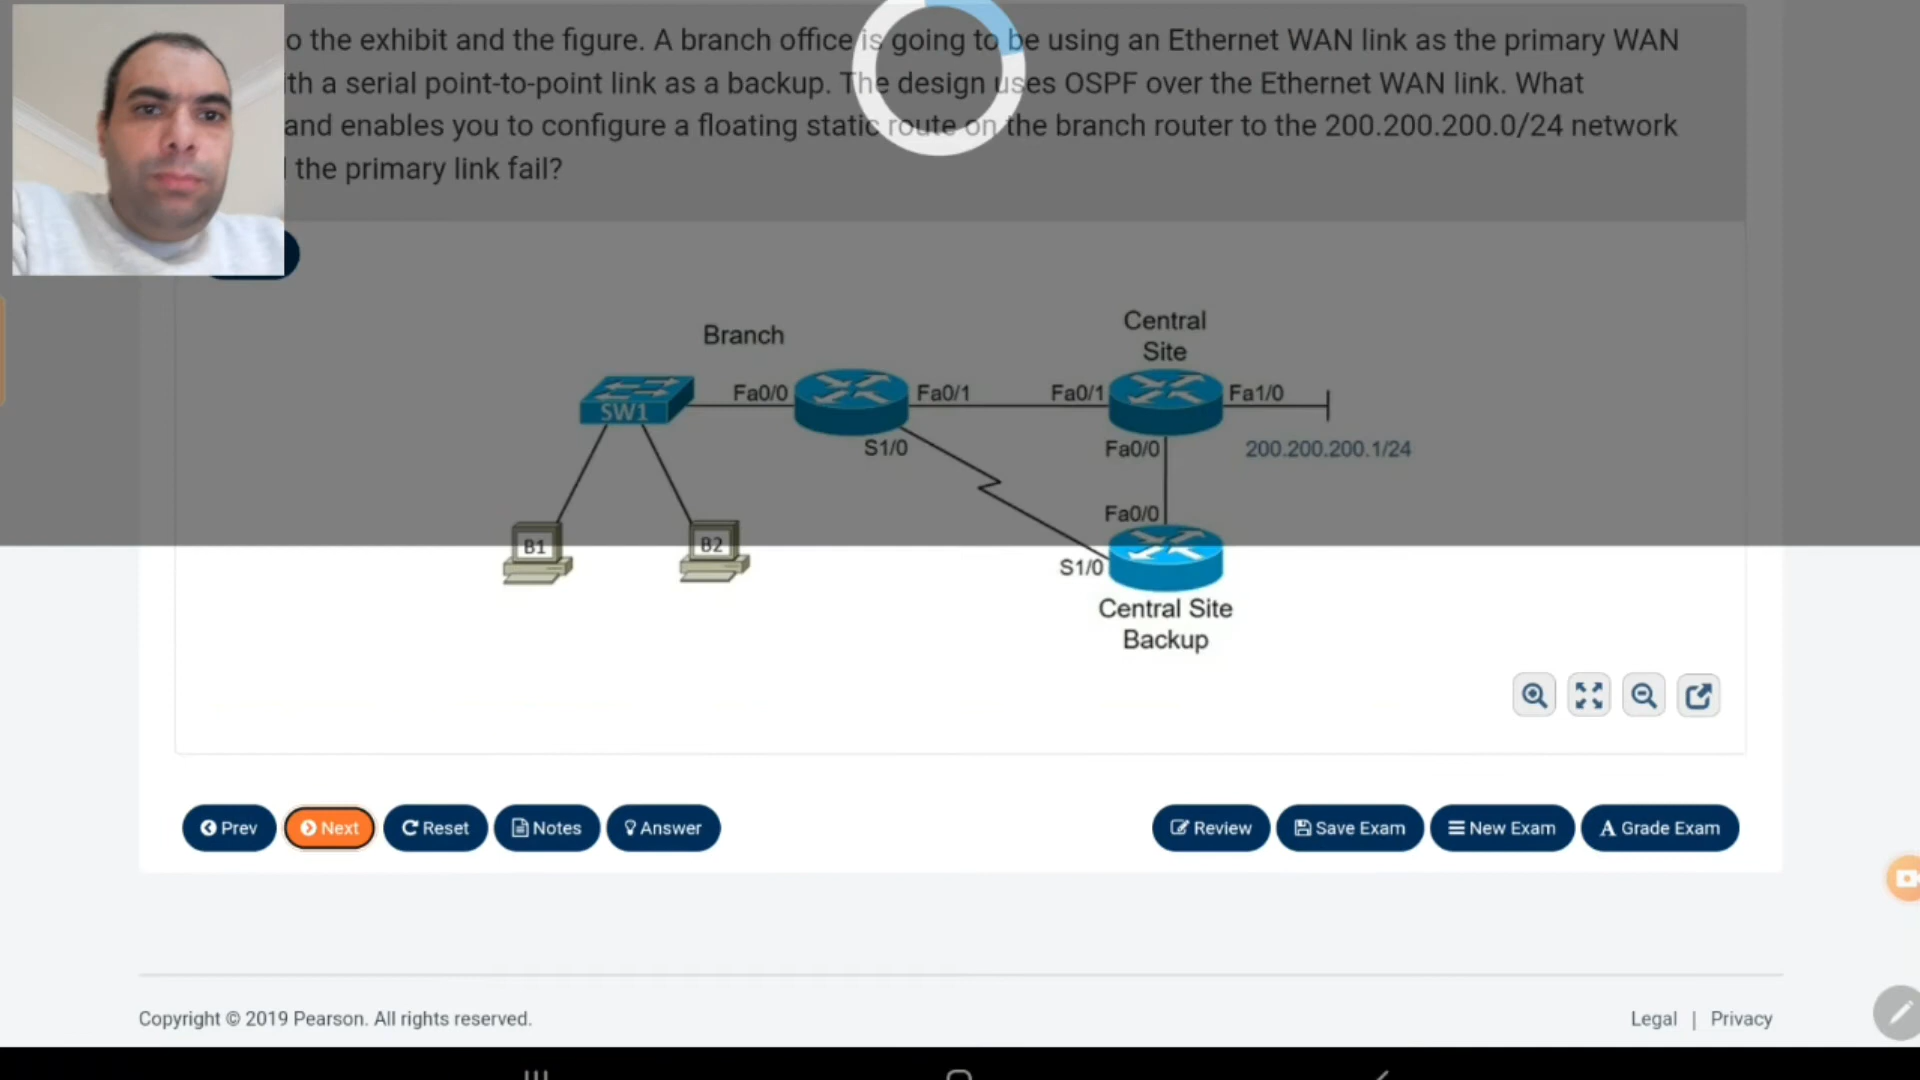 o the exhibit and the figure. A branch office is going to be using an Ethernet WAN link as the primary WAN
th a serial point-to-point link as a backup. The design uses OSPF over the Ethernet WAN link. What
and enables you to configure a floating static route on the branch router to the 200.200.200.0/24 network
the primary link fail?
Central
Site
Branch
Fa0/0
Fa0/1
Fa0/1
Fa1/0
SW1
S1/0
Fa0/0
200.200.200.1/24
Fa0/0
B1
B2
S1/0
Central Site
Backup
Prev
Next
Reset
Notes
Answer
Review
Save Exam
New Exam
A Grade Exam
Copyright © 2019 Pearson. All rights reserved.
Legal | Privacy